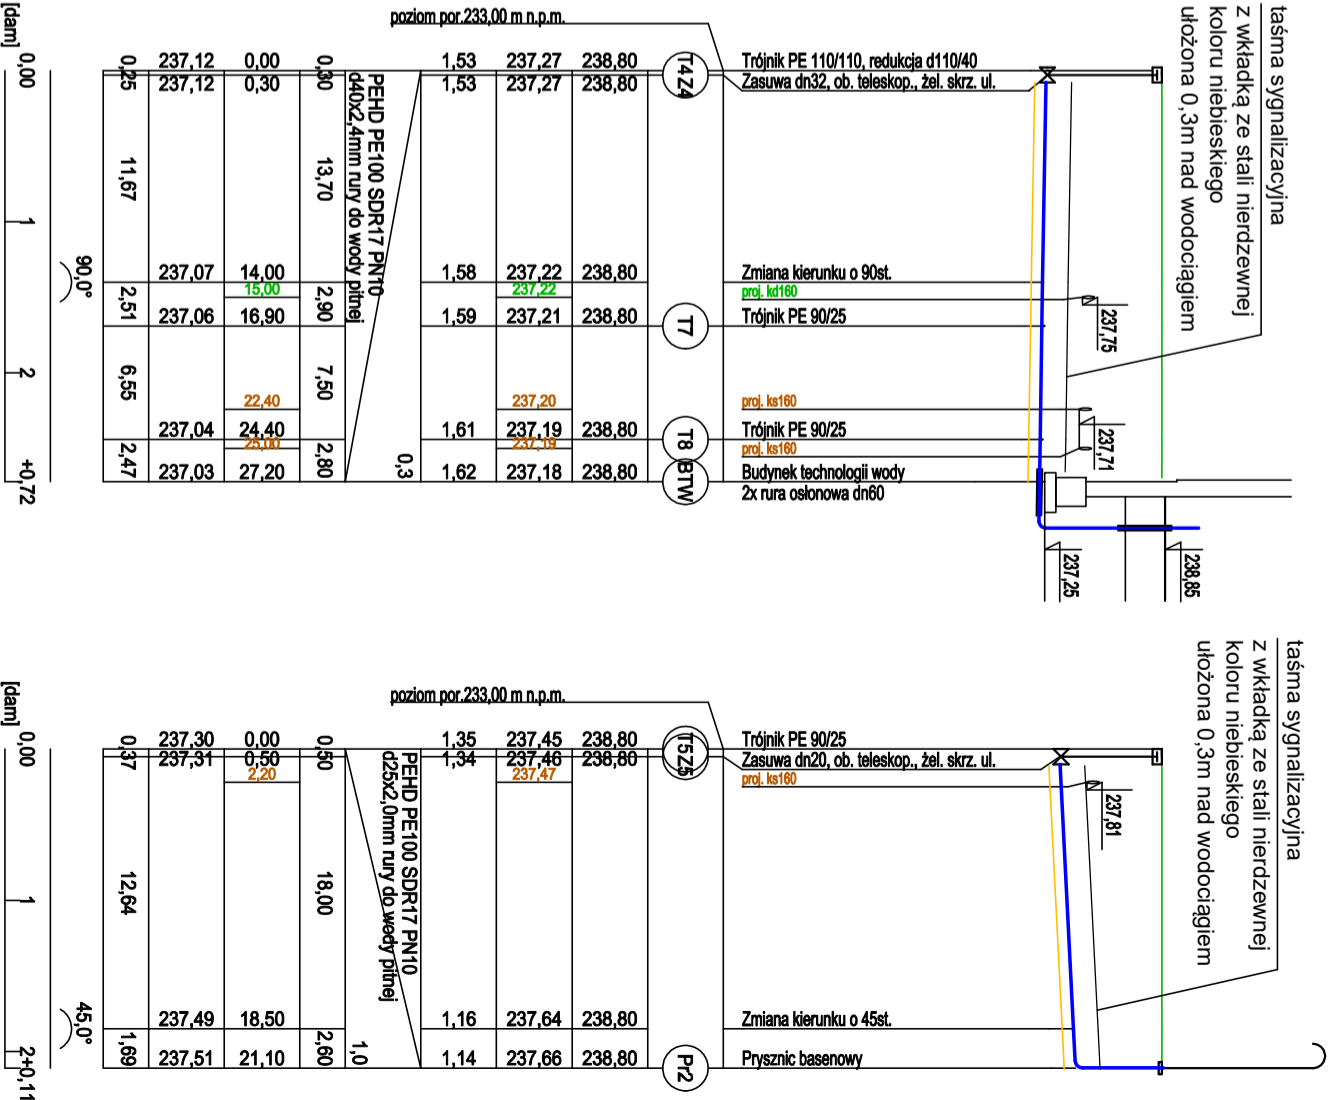 taśma sygnalizacyjna
z wkładką ze stali nierdzewnej
koloru niebieskiego
ułożona 0,3m nad wodociągiem
poziom por.233,00 m n.p.m.
[dam]
0,00
1
2
+0,72
0,25
11,67
2,51
6,55
2,47
90,0°
237,12
237,12
237,07
237,06
237,04
237,03
0,00
0,30
14,00
15,00
16,90
22,40
24,40
25,00
27,20
0,30
13,70
2,90
7,50
2,80
PEHD PE100 SDR17 PN10
d40x2,4mm rury do wody pitnej
0,3
1,53
1,53
1,58
1,59
1,61
1,62
237,27
237,27
237,22
237,22
237,21
237,20
237,19
237,19
237,18
238,80
238,80
238,80
238,80
238,80
238,80
T4
Z4
T7
T8
BTW
Trójnik PE 110/110, redukcja d110/40
Zasuwa dn32, ob. teleskop., żel. skrz. ul.
Zmiana kierunku o 90st.
proj. kd160
Trójnik PE 90/25
proj. ks160
Trójnik PE 90/25
proj. ks160
Budynek technologii wody
2x rura osłonowa dn60
237,75
237,71
237,25
238,85
taśma sygnalizacyjna
z wkładką ze stali nierdzewnej
koloru niebieskiego
ułożona 0,3m nad wodociągiem
poziom por.233,00 m n.p.m.
[dam]
0,00
1
2+0,11
0,37
12,64
1,69
45,0°
237,30
237,31
237,49
237,51
0,00
0,50
2,20
18,50
21,10
0,50
18,00
2,60
PEHD PE100 SDR17 PN10
d25x2,0mm rury do wody pitnej
1,0
1,35
1,34
1,16
1,14
237,45
237,46
237,47
237,64
237,66
238,80
238,80
238,80
238,80
T5
Z5
Pr2
Trójnik PE 90/25
Zasuwa dn20, ob. teleskop., żel. skrz. ul.
proj. ks160
Zmiana kierunku o 45st.
Prysznic basenowy
237,81